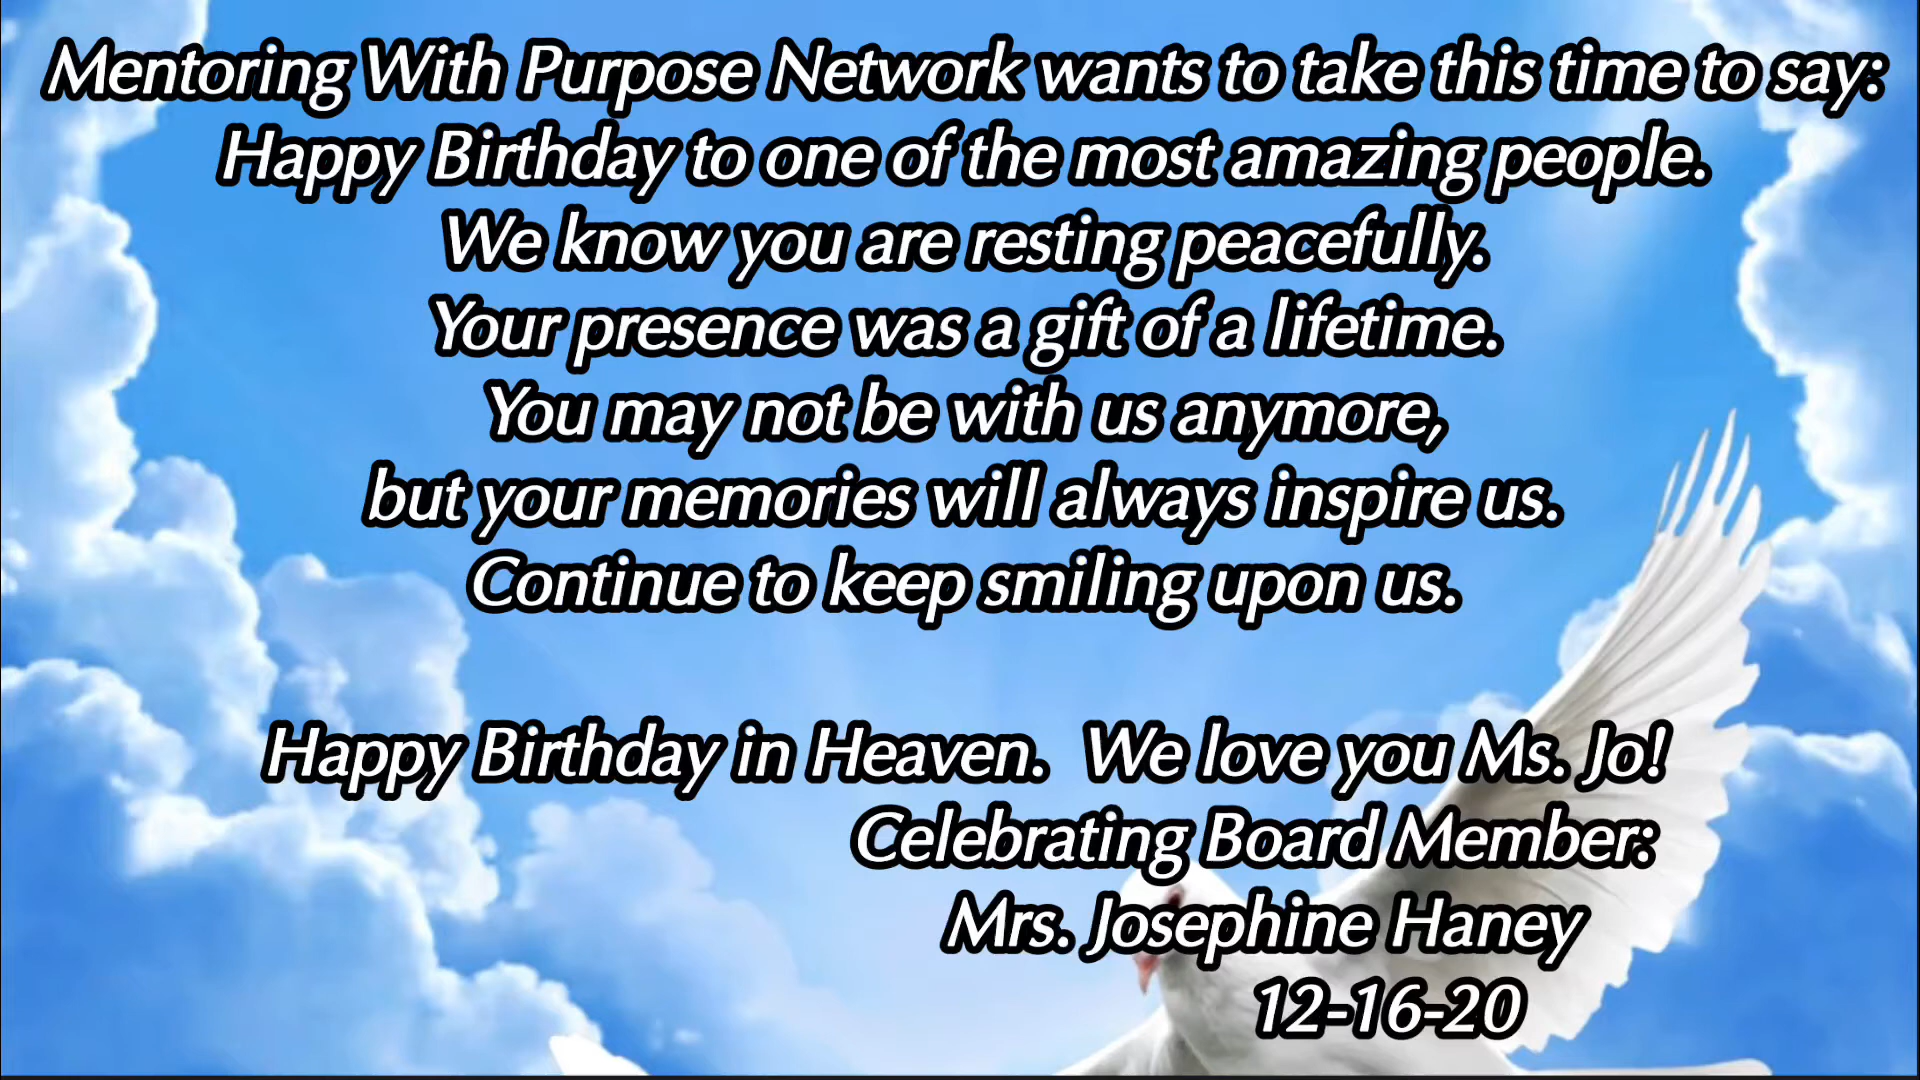 Mentoring With Purpose Network wants to take this time to say:
Happy Birthday to one of the most amazing people.
We know you are resting peacefully.
Your presence was a gift of a lifetime.
You may not be with us anymore,
but your memories will always inspire us.
Continue to keep smiling upon us.
Happy Birthday in Heaven.  We love you Ms. Jo!
Celebrating Board Member:
Mrs. Josephine Haney
12-16-20